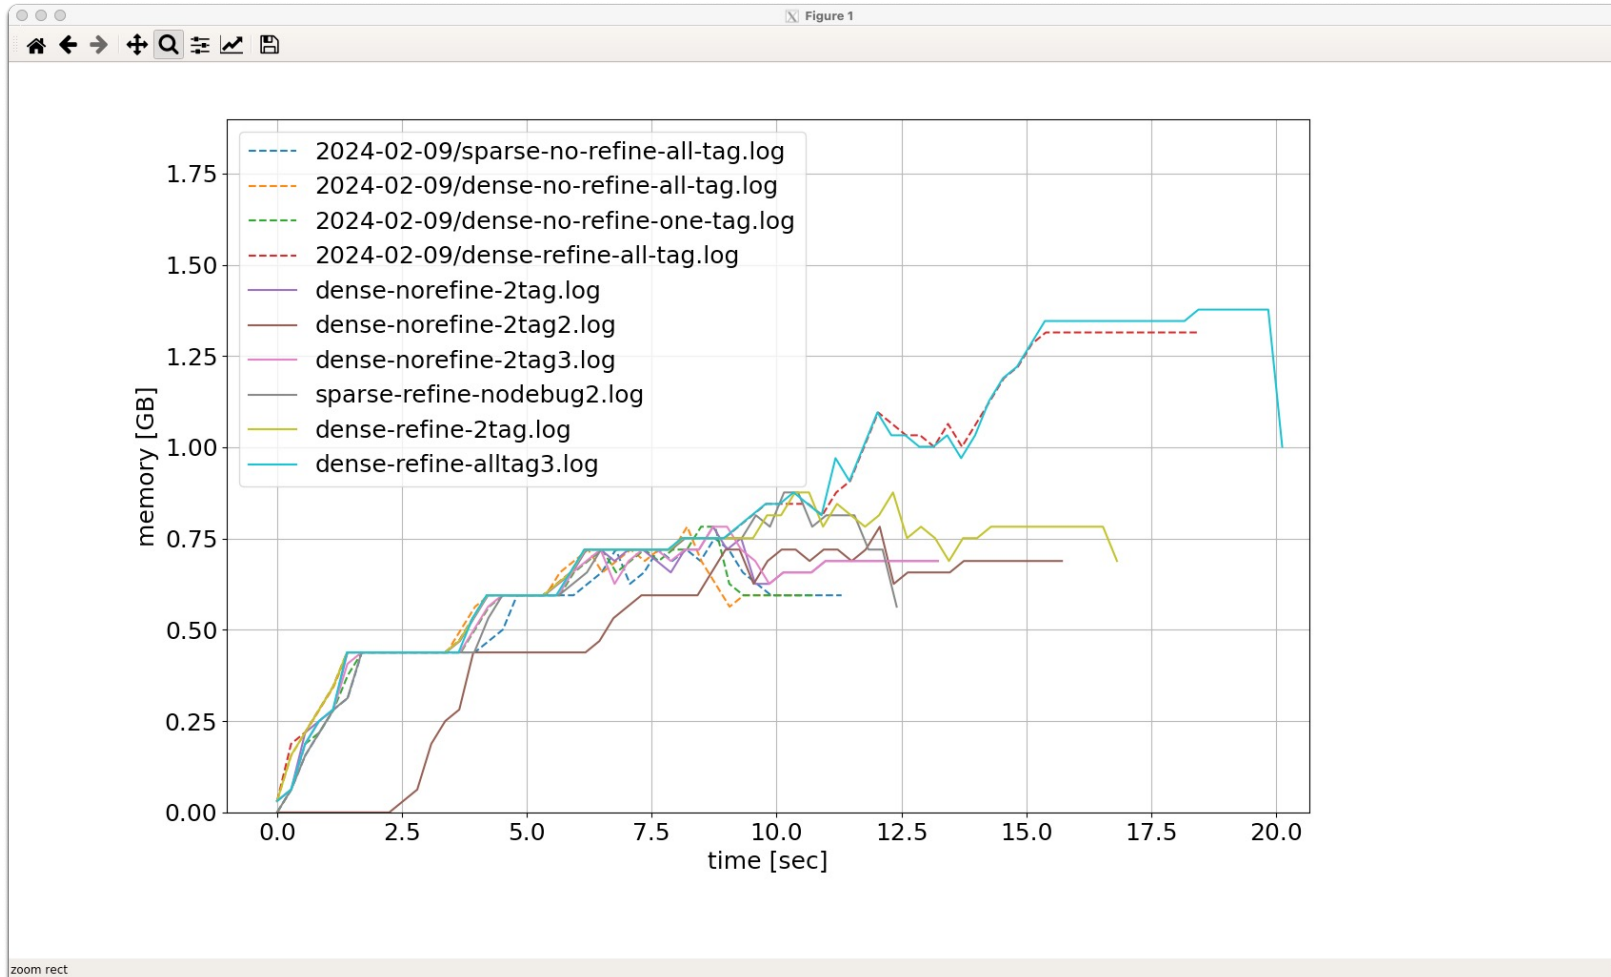 Figure 1
2024-02-09/sparse-no-refine-all-tag.log
2024-02-09/dense-no-refine-all-tag.log
2024-02-09/dense-no-refine-one-tag.log
2024-02-09/dense-refine-all-tag.log
dense-norefine-2tag.log
dense-norefine-2tag2.log
dense-norefine-2tag3.log
sparse-refine-nodebug2.log
dense-refine-2tag.log
dense-refine-alltag3.log
memory [GB]
1.75
1.50
1.25
1.00
0.75
0.50
0.25
0.00
0.0 2.5 5.0 7.5 10.0 12.5 15.0 17.5 20.0
time [sec]
zoom rect